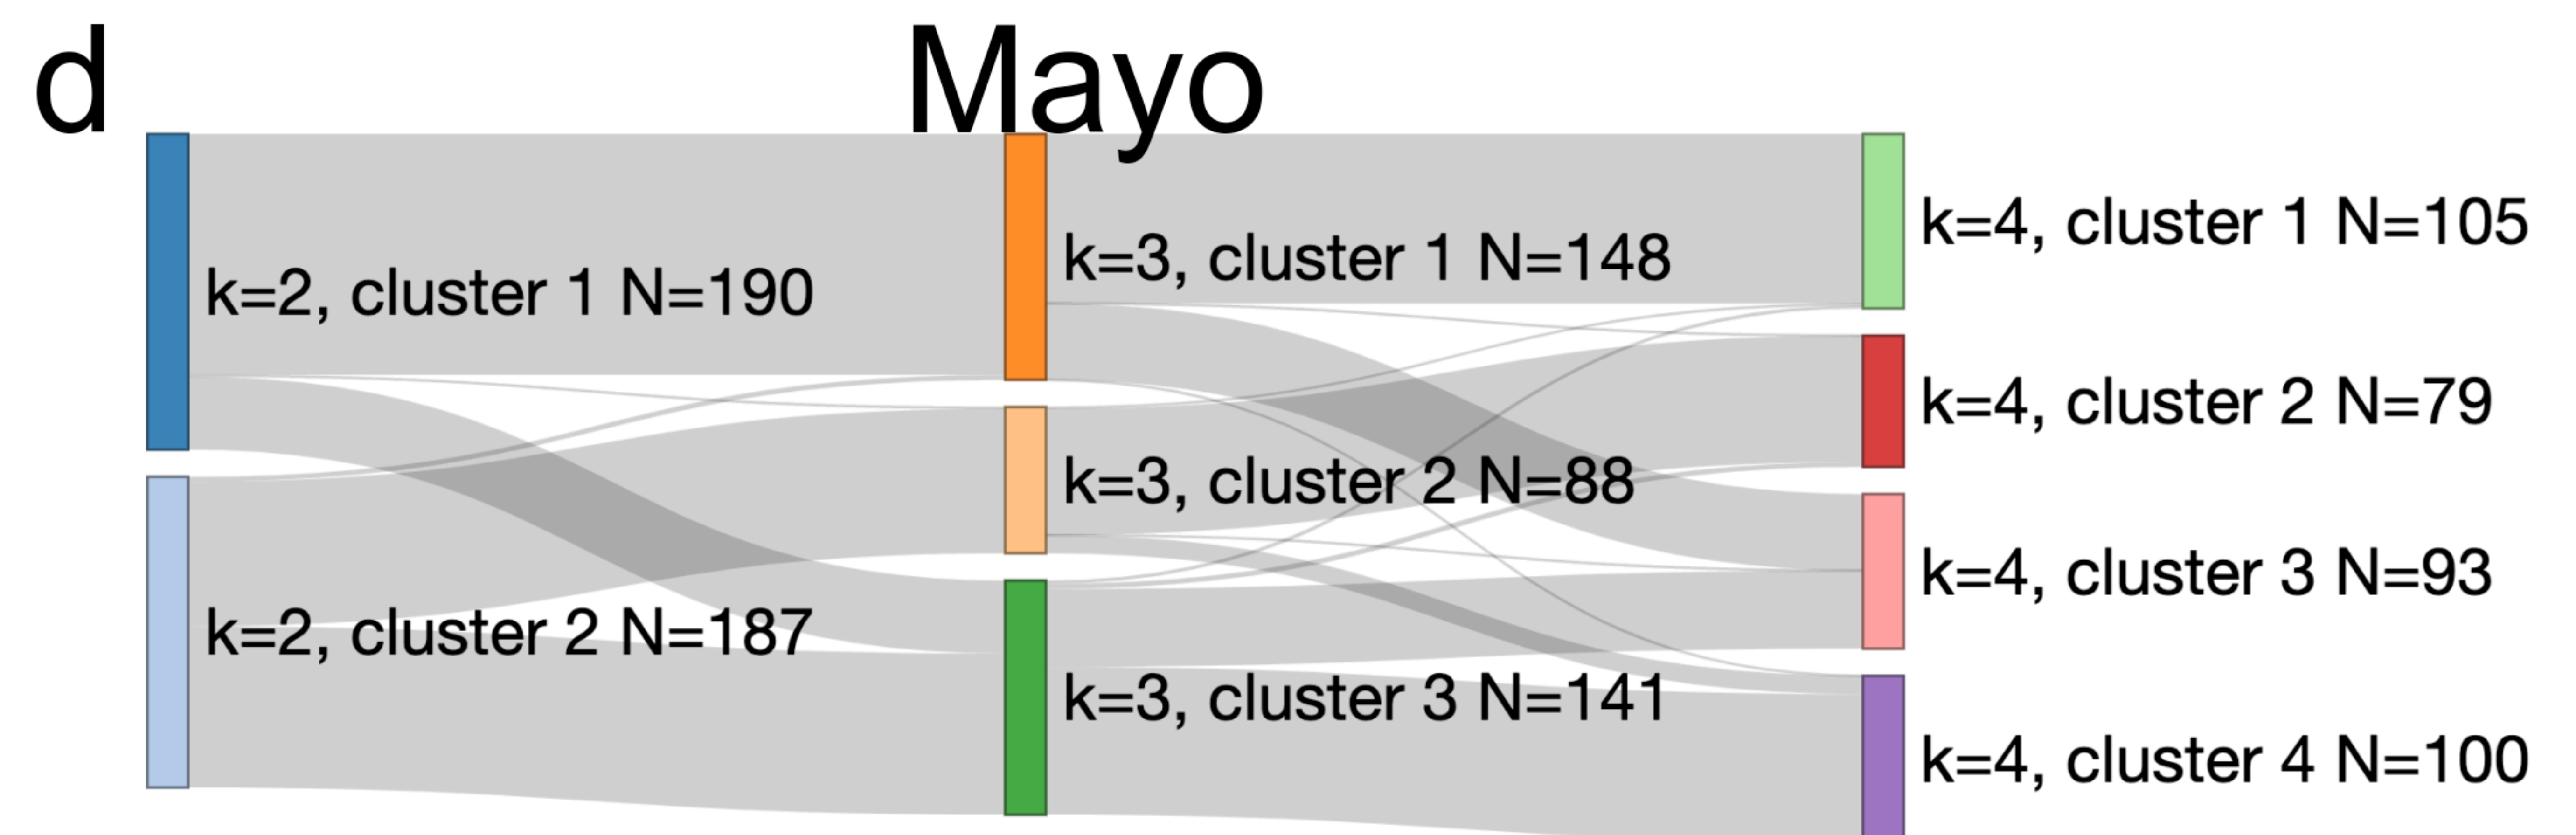 d
Mayo
k=2, cluster 1 N=190
k=2, cluster 2 N=187
k=3, cluster 1 N=148
k=3, cluster 2 N=88
k=3, cluster 3 N=141
k=4, cluster 1 N=105
k=4, cluster 2 N=79
k=4, cluster 3 N=93
k=4, cluster 4 N=100